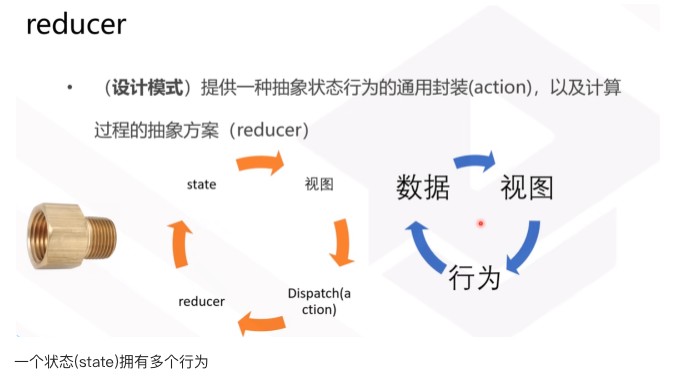 reducer
• （设计模式）提供一种抽象状态行为的通用封装(action)，以及计算
过程的抽象方案（reducer）
state
视图
Dispatch(a
ction)
reducer
数据
视图
行为
一个状态(state)拥有多个行为